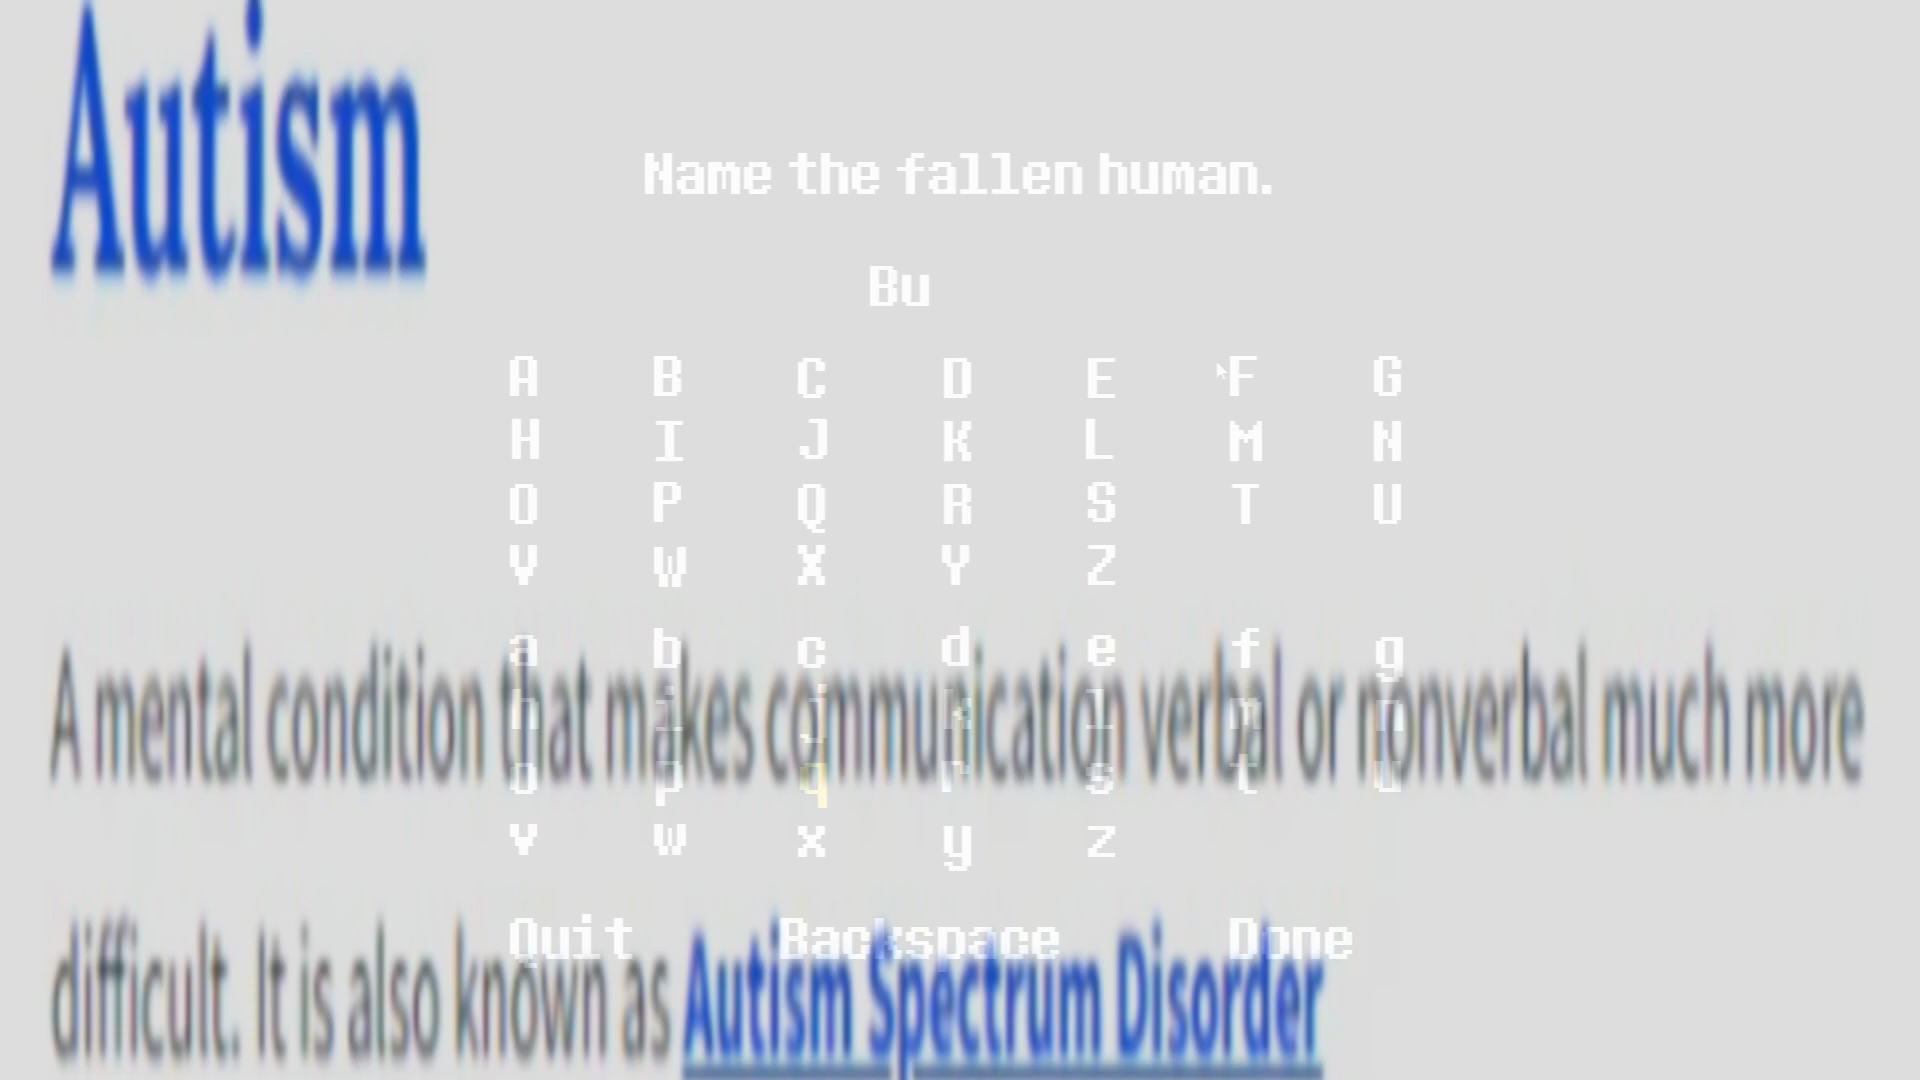 Autism
Name the fallen human.
Bu
A B C D E F G
H I J K L M N
O P Q R S T U
V W X Y Z
a b c d e f g
A mental condition that makes communication verbal or nonverbal much more
h i j k l m n
o p q r s t u
v w x y z
Quit Backspace Done
difficult. It is also known as Autism Spectrum Disorder